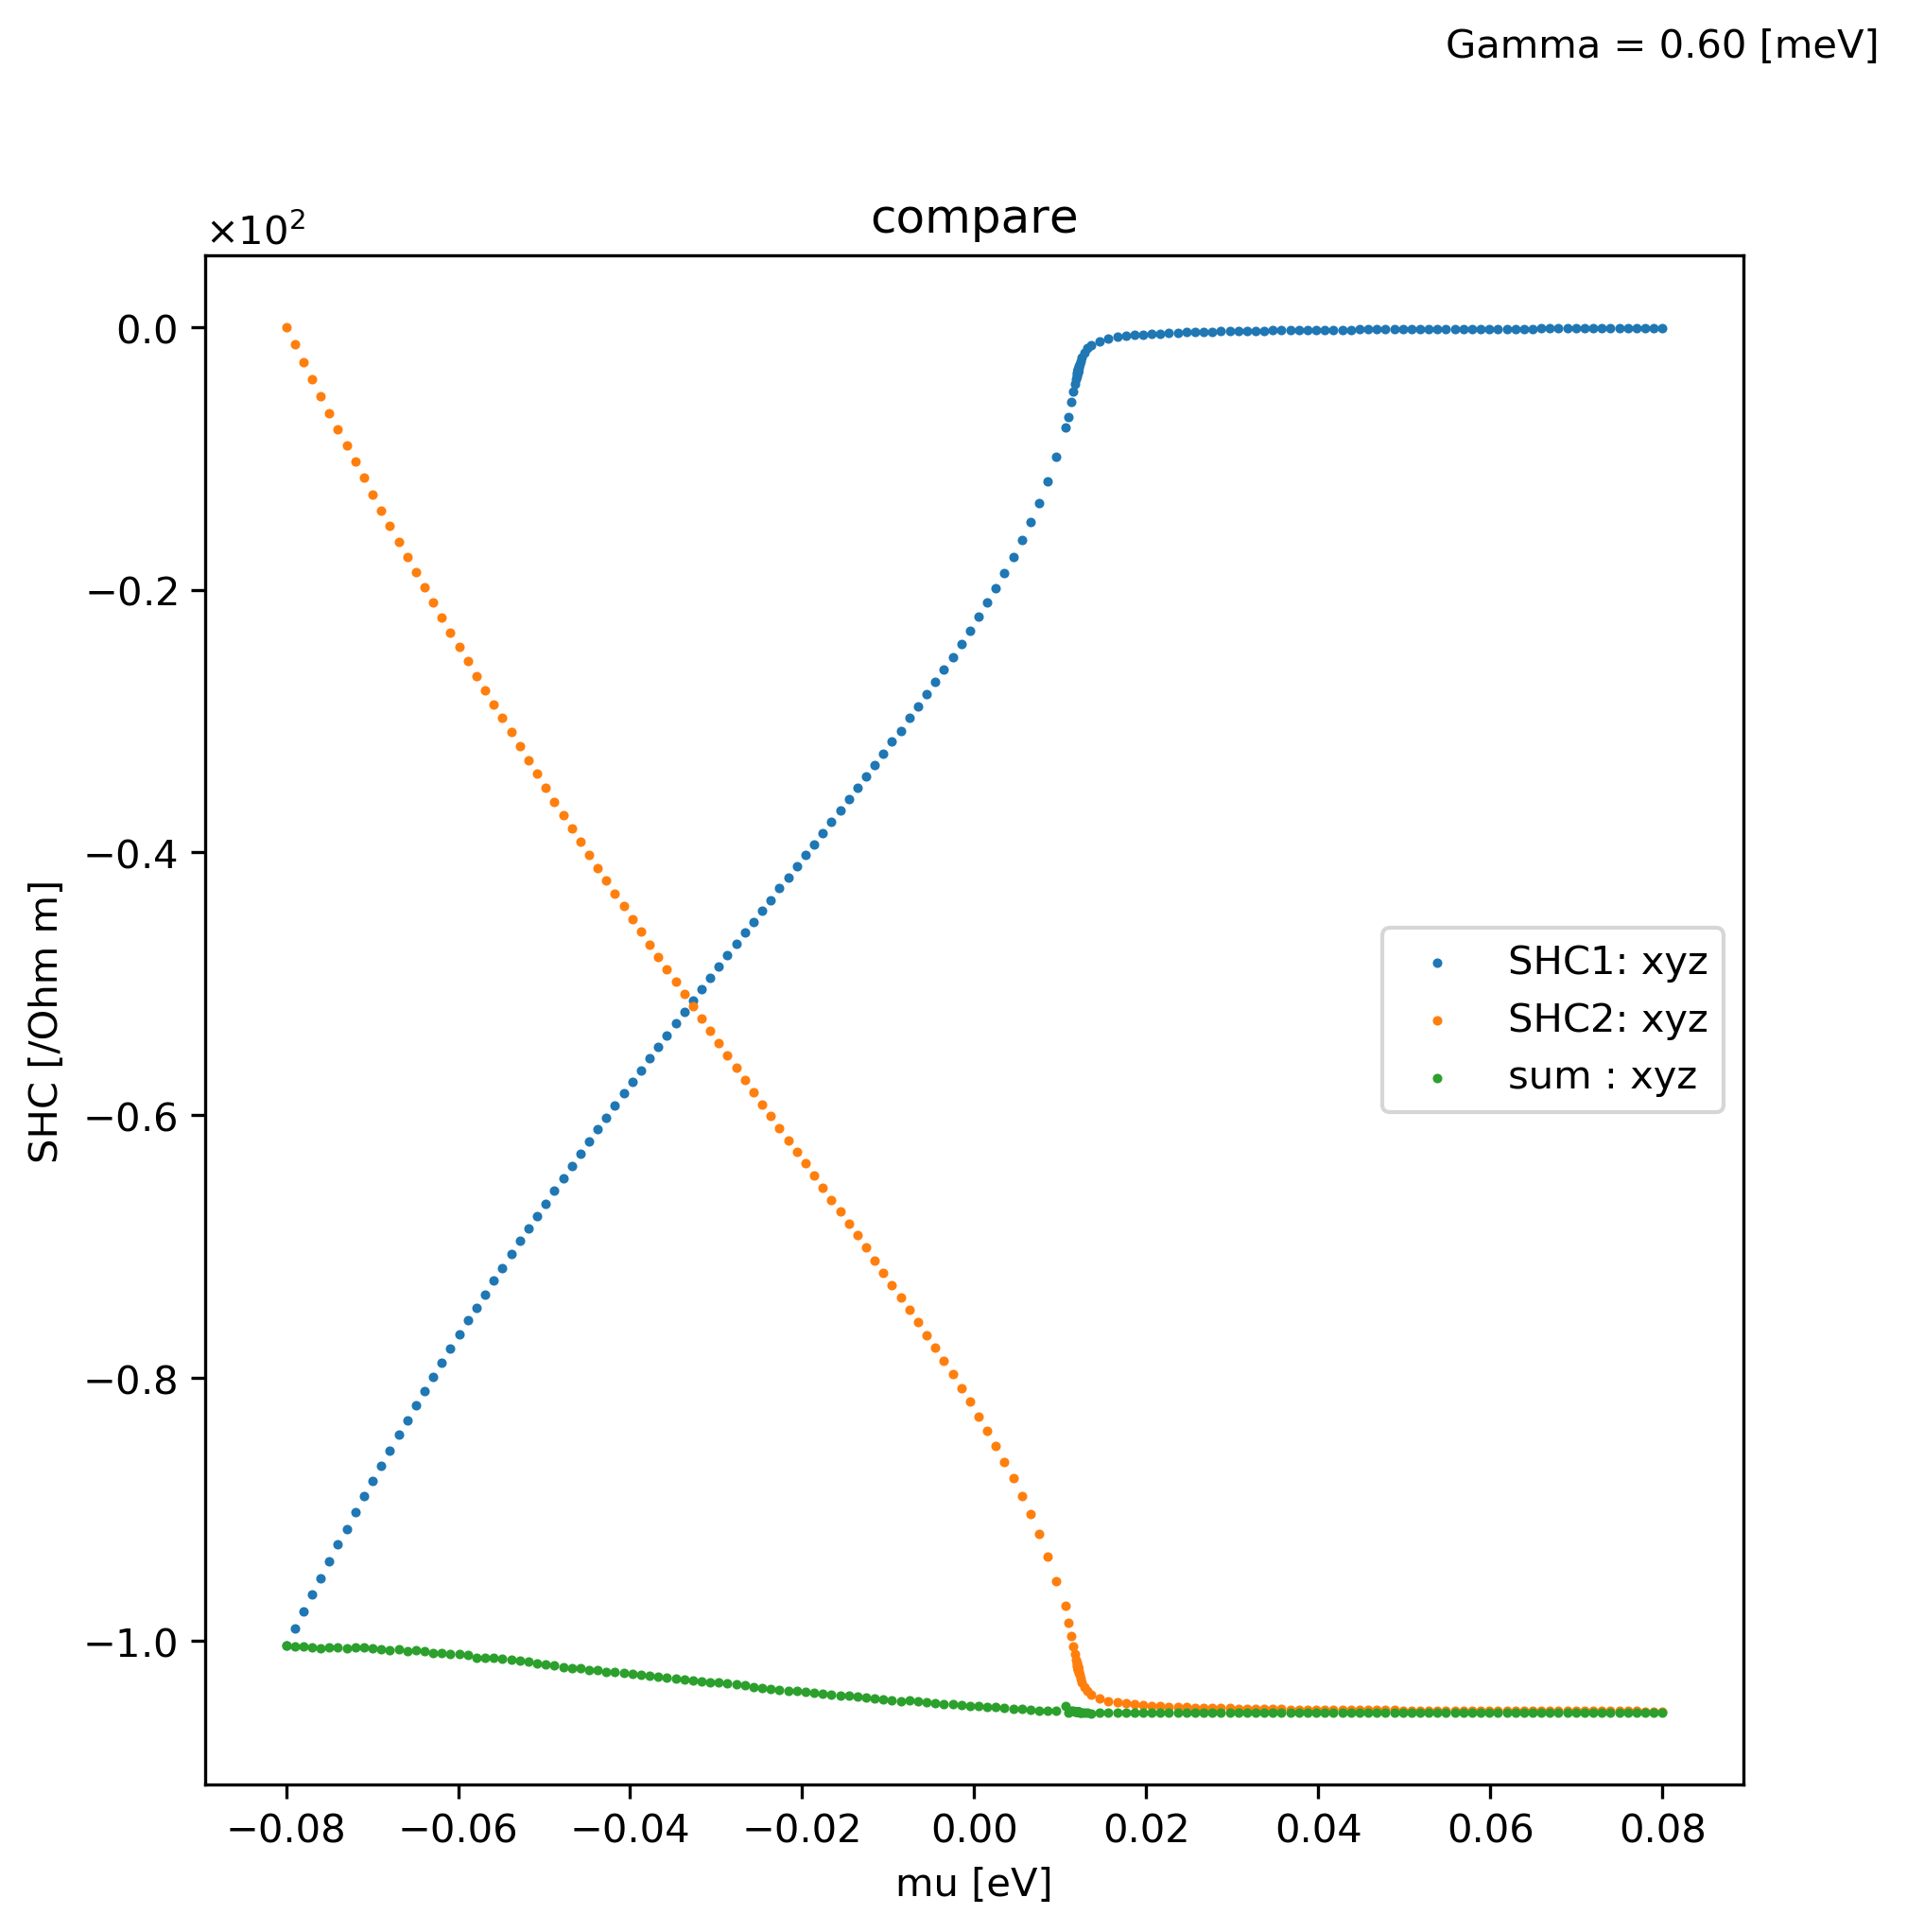 Gamma = 0.60 [meV]
compare
×10²
0.0
−0.2
−0.4
−0.6
−0.8
−1.0
SHC [/Ohm m]
SHC1: xyz
SHC2: xyz
sum : xyz
−0.08 −0.06 −0.04 −0.02 0.00 0.02 0.04 0.06 0.08
mu [eV]